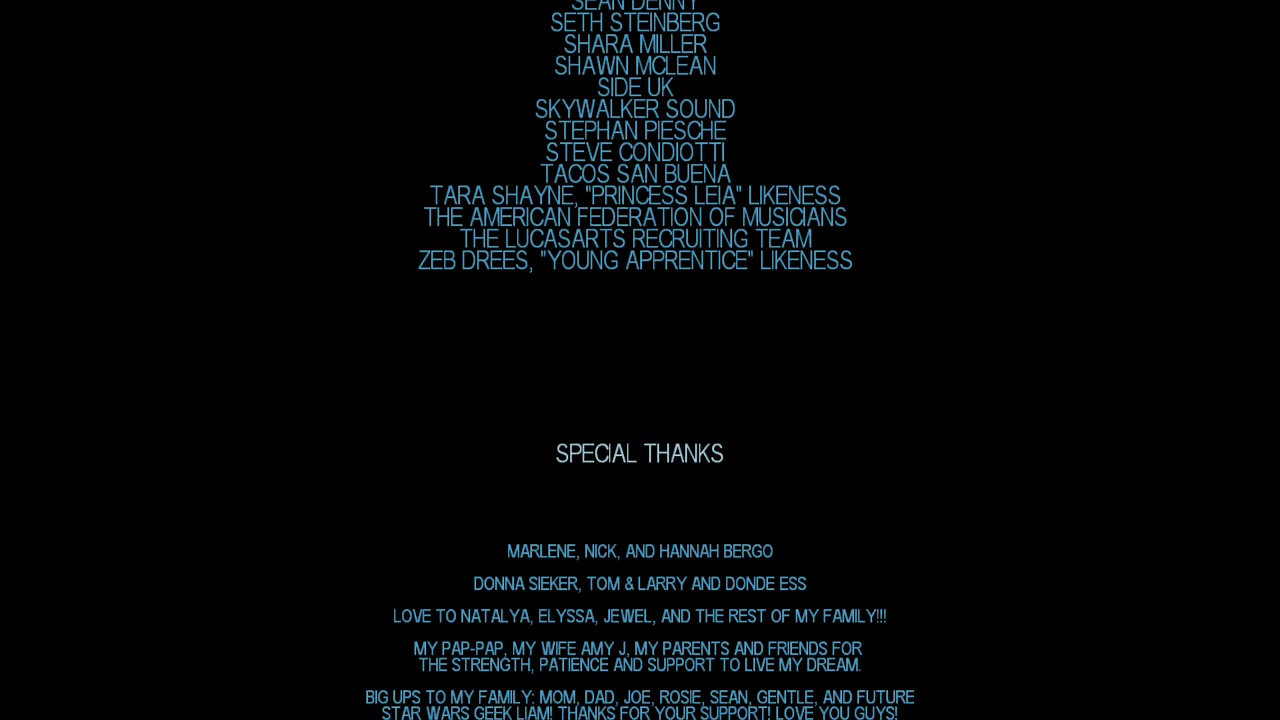 SEAN DENNY
SETH STEINBERG
SHARA MILLER
SHAWN MCLEAN
SIDE UK
SKYWALKER SOUND
STEPHAN PIESCHE
STEVE CONDIOTTI
TACOS SAN BUENA
TARA SHAYNE, "PRINCESS LEIA" LIKENESS
THE AMERICAN FEDERATION OF MUSICIANS
THE LUCASARTS RECRUITING TEAM
ZEB DREES, "YOUNG APPRENTICE" LIKENESS
SPECIAL THANKS
MARLENE, NICK, AND HANNAH BERGO
DONNA SIEKER, TOM & LARRY AND DONDE ESS
LOVE TO NATALYA, ELYSSA, JEWEL, AND THE REST OF MY FAMILY!!!
MY PAP-PAP, MY WIFE AMY J, MY PARENTS AND FRIENDS FOR
THE STRENGTH, PATIENCE AND SUPPORT TO LIVE MY DREAM.
BIG UPS TO MY FAMILY: MOM, DAD, JOE, ROSIE, SEAN, GENTLE, AND FUTURE
STAR WARS GEEK LIAM! THANKS FOR YOUR SUPPORT! LOVE YOU GUYS!